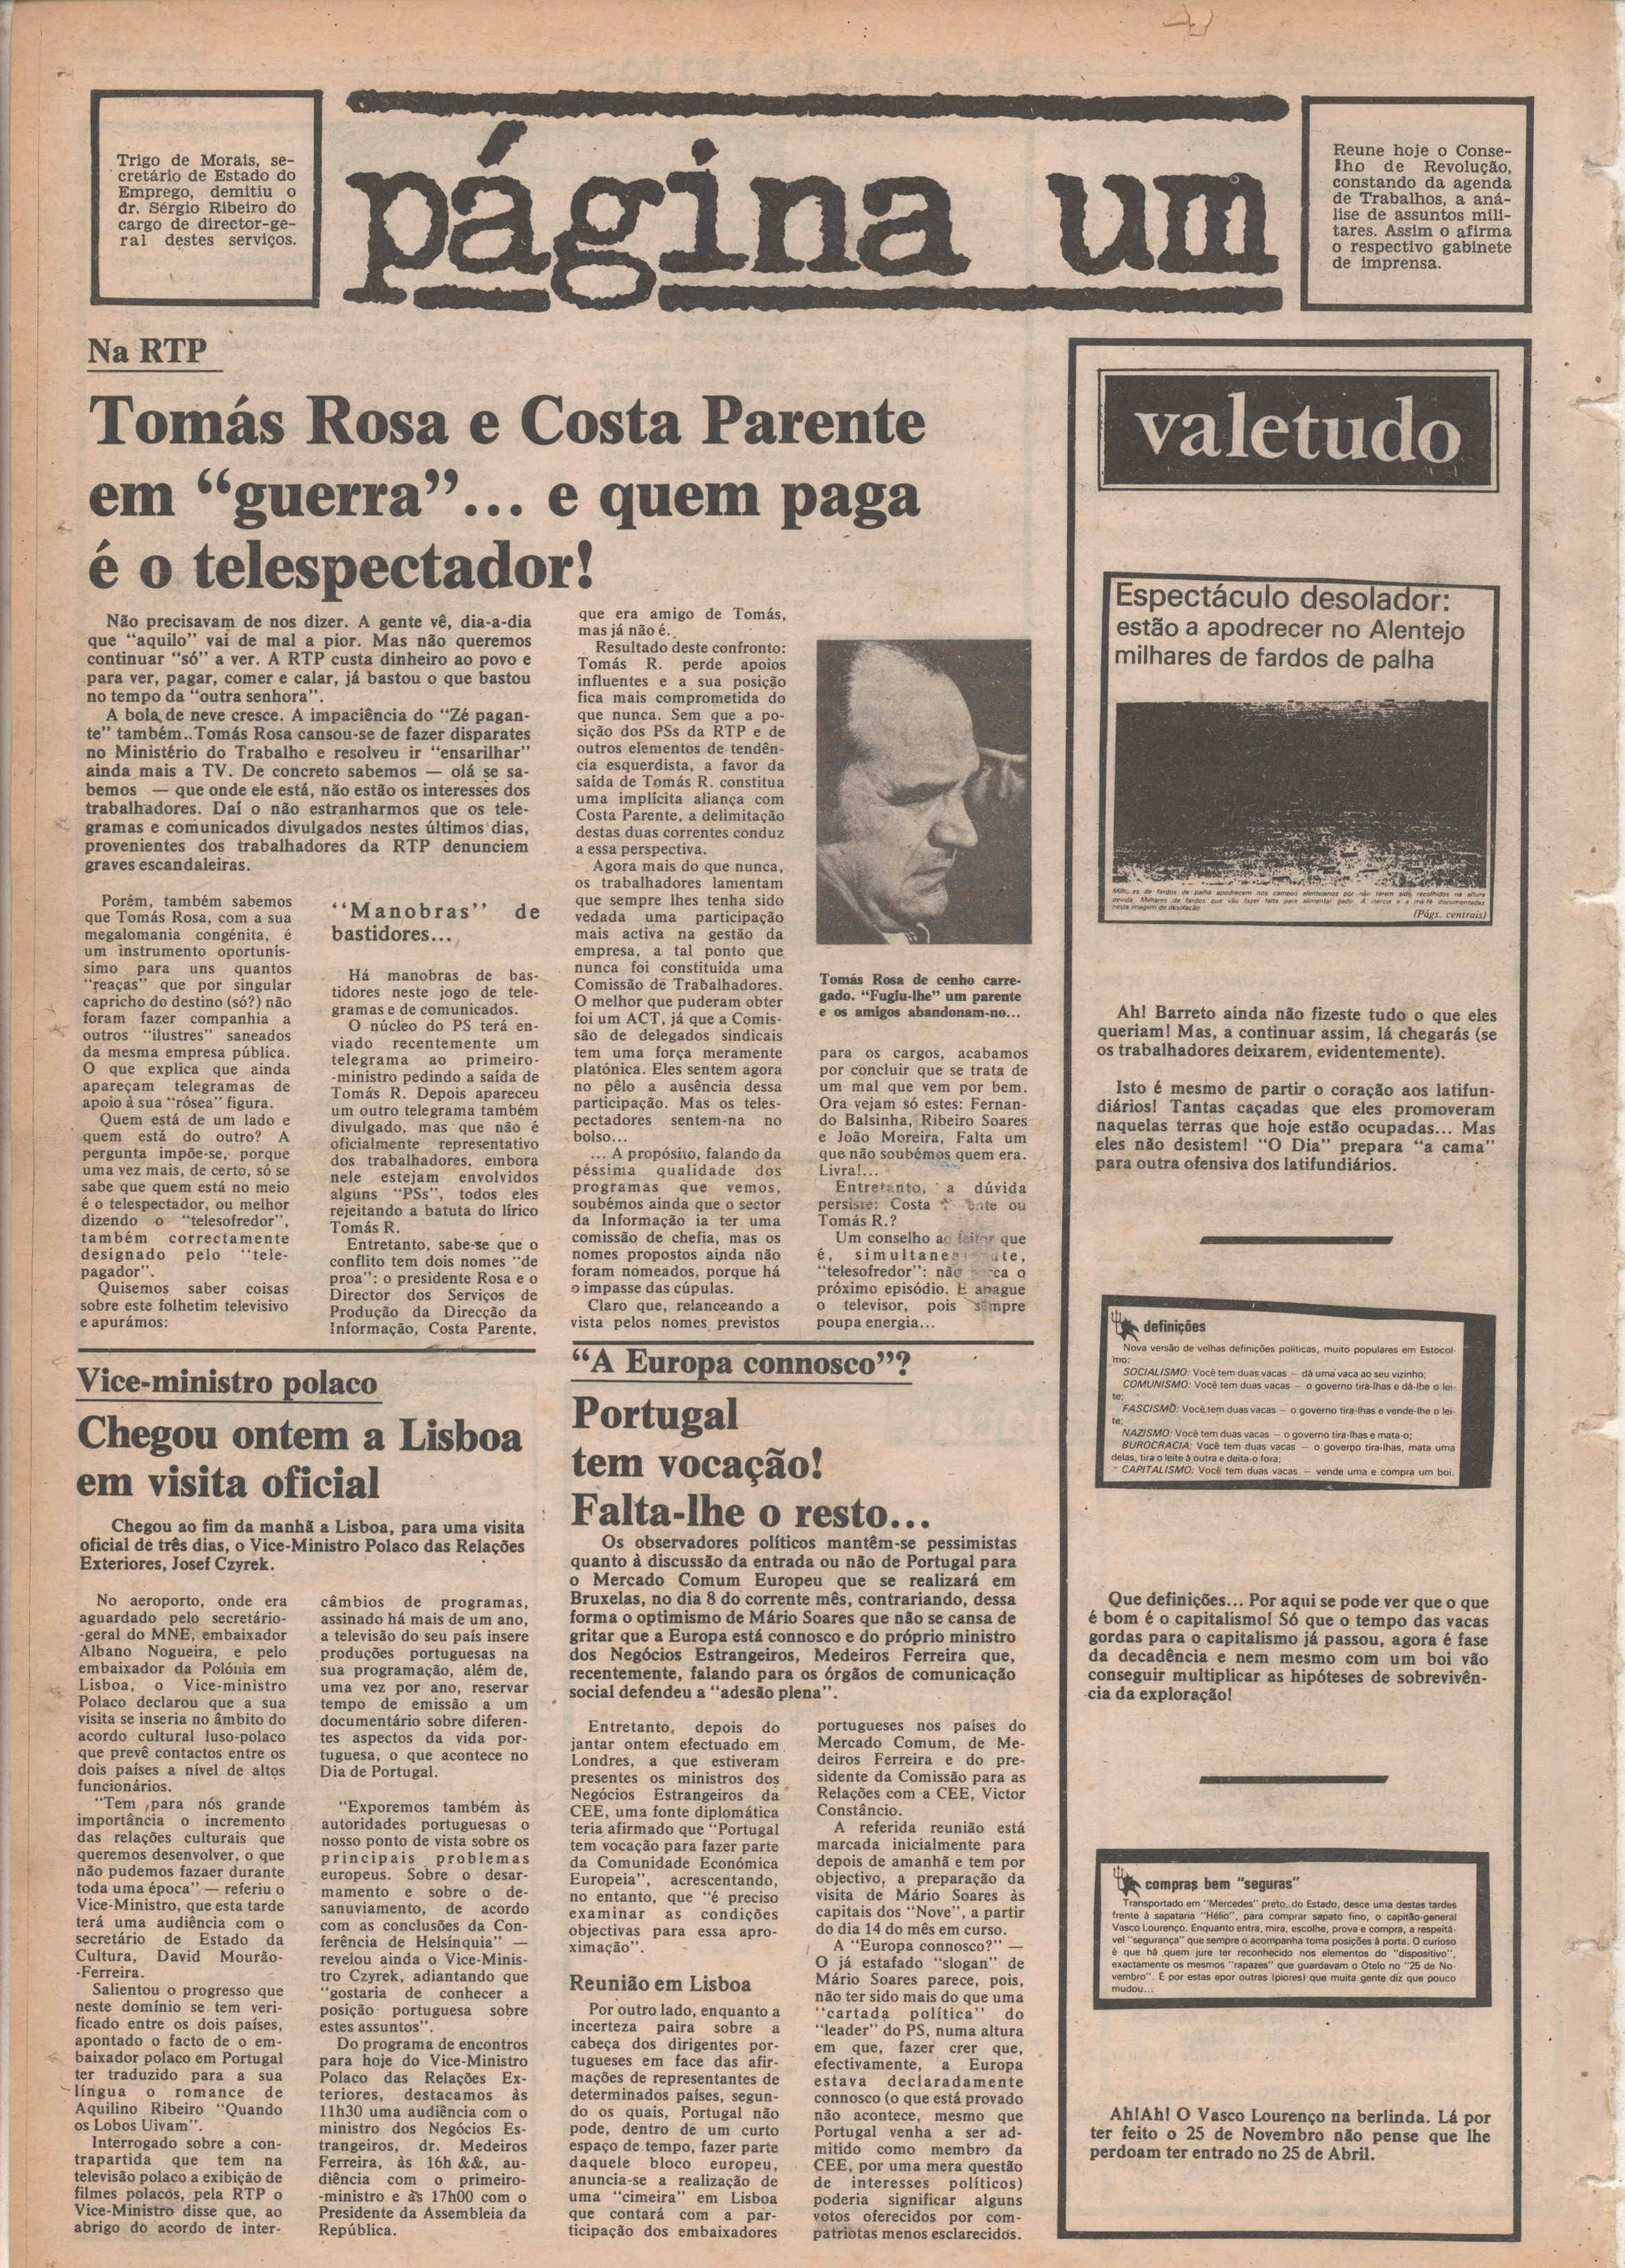 Trigo de Morais, se-
cretário de Estado do
Emprego, demitiu o
dr. Sérgio Ribeiro do
cargo de director-ge-
ral destes serviços.
página um
Reune hoje o Conse-
lho de Revolução,
constando da agenda
de Trabalhos, a aná-
lise de assuntos mili-
tares. Assim o afirma
o respectivo gabinete
de imprensa.
Na RTP
Tomás Rosa e Costa Parente
em “guerra”... e quem paga
é o telespectador!
Não precisavam de nos dizer. A gente vê, dia-a-dia
que “aquilo” vai de mal a pior. Mas não queremos
continuar “só” a ver. A RTP custa dinheiro ao povo e
para ver, pagar, comer e calar, já bastou o que bastou
no tempo da “outra senhora”.
A bola de neve cresce. A impaciência do “Zé pagan-
te” também.. Tomás Rosa cansou-se de fazer disparates
no Ministério do Trabalho e resolveu ir “ensarilhar”
ainda mais a TV. De concreto sabemos — olá se sa-
bemos — que onde ele está, não estão os interesses dos
trabalhadores. Daí o não estranharmos que os tele-
gramas e comunicados divulgados nestes últimos dias,
provenientes dos trabalhadores da RTP denunciem
graves escandaleiras.
Porém, também sabemos
que Tomás Rosa, com a sua
megalomania congénita, é
um instrumento oportunís-
simo para uns quantos
“reaças” que por singular
capricho do destino (só?) não
foram fazer companhia a
outros “ilustres” saneados
da mesma empresa pública.
O que explica que ainda
apareçam telegramas de
apoio à sua “rósea” figura.
Quem está de um lado e
quem está do outro? A
pergunta impõe-se, porque
uma vez mais, de certo, só se
sabe que quem está no meio
é o telespectador, ou melhor
dizendo o “telesofredor”,
também correctamente
designado pelo “tele-
pagador”.
Quisemos saber coisas
sobre este folhetim televisivo
e apurámos:
“Manobras” de
bastidores...
Há manobras de bas-
tidores neste jogo de tele-
gramas e de comunicados.
O núcleo do PS terá en-
viado recentemente um
telegrama ao primeiro-
-ministro pedindo a saída de
Tomás R. Depois apareceu
um outro telegrama também
divulgado, mas que não é
oficialmente representativo
dos trabalhadores, embora
nele estejam envolvidos
alguns “PSs”, todos eles
rejeitando a batuta do lírico
Tomás R.
Entretanto, sabe-se que o
conflito tem dois nomes “de
proa”: o presidente Rosa e o
Director dos Serviços de
Produção da Direcção da
Informação, Costa Parente,
que era amigo de Tomás,
mas já não é.
Resultado deste confronto:
Tomás R. perde apoios
influentes e a sua posição
fica mais comprometida do
que nunca. Sem que a po-
sição dos PSs da RTP e de
outros elementos de tendên-
cia esquerdista, a favor da
saída de Tomás R. constitua
uma implícita aliança com
Costa Parente, a delimitação
destas duas correntes conduz
a essa perspectiva.
Agora mais do que nunca,
os trabalhadores lamentam
que sempre lhes tenha sido
vedada uma participação
mais activa na gestão da
empresa, a tal ponto que
nunca foi constituída uma
Comissão de Trabalhadores.
O melhor que puderam obter
foi um ACT, já que a Comis-
são de delegados sindicais
tem uma força meramente
platónica. Eles sentem agora
no pêlo a ausência dessa
participação. Mas os teles-
pectadores sentem-na no
bolso...
... A propósito, falando da
péssima qualidade dos
programas que vemos,
soubémos ainda que o sector
da Informação ia ter uma
comissão de chefia, mas os
nomes propostos ainda não
foram nomeados, porque há
o impasse das cúpulas.
Claro que, relanceando a
vista pelos nomes previstos
Tomás Rosa de cenho carre-
gado. “Fugiu-lhe” um parente
e os amigos abandonam-no...
para os cargos, acabamos
por concluir que se trata de
um mal que vem por bem.
Ora vejam só estes: Fernan-
do Balsinha, Ribeiro Soares
e João Moreira, Falta um
que não soubémos quem era.
Livra!...
Entretanto, a dúvida
persiste: Costa ou
Tomás R.?
Um conselho ao leitor que
é,
“telesofredor”: não o
próximo episódio. E apague
o televisor, pois sempre
poupa energia...
Vice-ministro polaco
Chegou ontem a Lisboa
em visita oficial
Chegou ao fim da manhã a Lisboa, para uma visita
oficial de três dias, o Vice-Ministro Polaco das Relações
Exteriores, Josef Czyrek.
No aeroporto, onde era
aguardado pelo secretário-
-geral do MNE, embaixador
Albano Nogueira, e pelo
embaixador da Polónia em
Lisboa, o Vice-ministro
Polaco declarou que a sua
visita se inseria no âmbito do
acordo cultural luso-polaco
que prevê contactos entre os
dois países a nível de altos
funcionários.
“Tem para nós grande
importância o incremento
das relações culturais que
queremos desenvolver, o que
não pudemos fazaer durante
toda uma época” — referiu o
Vice-Ministro, que esta tarde
terá uma audiência com o
secretário de Estado da
Cultura, David Mourão-
-Ferreira.
Salientou o progresso que
neste domínio se tem veri-
ficado entre os dois países,
apontado o facto de o em-
baixador polaco em Portugal
ter traduzido para a sua
língua o romance de
Aquilino Ribeiro “Quando
os Lobos Uivam”.
Interrogado sobre a con-
trapartida que tem na
televisão polaco a exibição de
filmes polacos, pela RTP o
Vice-Ministro disse que, ao
abrigo do acordo de inter-
câmbios de programas,
assinado há mais de um ano,
a televisão do seu país insere
produções portuguesas na
sua programação, além de,
uma vez por ano, reservar
tempo de emissão a um
documentário sobre diferen-
tes aspectos da vida por-
tuguesa, o que acontece no
Dia de Portugal.
“Exporemos também às
autoridades portuguesas o
nosso ponto de vista sobre os
principais problemas
europeus. Sobre o desar-
mamento e sobre o de-
sanuviamento, de acordo
com as conclusões da Con-
ferência de Helsínquia” —
revelou ainda o Vice-Minis-
tro Czyrek, adiantando que
“gostaria de conhecer a
posição portuguesa sobre
estes assuntos”.
Do programa de encontros
para hoje do Vice-Ministro
Polaco das Relações Ex-
teriores, destacamos às
11h30 uma audiência com o
ministro dos Negócios Es-
trangeiros, dr. Medeiros
Ferreira, às 16h &&, au-
diência com o primeiro-
-ministro e às 17h00 com o
Presidente da Assembleia da
República.
“A Europa connosco”?
Portugal
tem vocação!
Falta-lhe o resto...
Os observadores políticos mantêm-se pessimistas
quanto à discussão da entrada ou não de Portugal para
o Mercado Comum Europeu que se realizará em
Bruxelas, no dia 8 do corrente mês, contrariando, dessa
forma o optimismo de Mário Soares que não se cansa de
gritar que a Europa está connosco e do próprio ministro
dos Negócios Estrangeiros, Medeiros Ferreira que,
recentemente, falando para os órgãos de comunicação
social defendeu a “adesão plena”.
Entretanto, depois do
jantar ontem efectuado em
Londres, a que estiveram
presentes os ministros dos
Negócios Estrangeiros da
CEE, uma fonte diplomática
teria afirmado que “Portugal
tem vocação para fazer parte
da Comunidade Económica
Europeia”, acrescentando,
no entanto, que “é preciso
examinar as condições
objectivas para essa apro-
ximação”.
Reunião em Lisboa
Por outro lado, enquanto a
incerteza paira sobre a
cabeça dos dirigentes por-
tugueses em face das afir-
mações de representantes de
determinados países, segun-
do os quais, Portugal não
pode, dentro de um curto
espaço de tempo, fazer parte
daquele bloco europeu,
anuncia-se a realização de
uma “cimeira” em Lisboa
que contará com a par-
ticipação dos embaixadores
portugueses nos países do
Mercado Comum, de Me-
deiros Ferreira e do pre-
sidente da Comissão para as
Relações com a CEE, Victor
Constâncio.
A referida reunião está
marcada inicialmente para
depois de amanhã e tem por
objectivo, a preparação da
visita de Mário Soares às
capitais dos “Nove”, a partir
do dia 14 do mês em curso.
A “Europa connosco?” —
O já estafado “slogan” de
Mário Soares parece, pois,
não ter sido mais do que uma
“cartada política” do
“leader” do PS, numa altura
em que, fazer crer que,
efectivamente, a Europa
estava declaradamente
connosco (o que está provado
não acontece, mesmo que
Portugal venha a ser ad-
mitido como membro da
CEE, por uma mera questão
de interesses políticos)
poderia significar alguns
votos oferecidos por com-
patriotas menos esclarecidos.
valetudo
Espectáculo desolador:
estão a apodrecer no Alentejo
milhares de fardos de palha
de fardos de palha apodrecem nos campos alentejanos por não terem sido recolhidos na altura
devida. Milhares de fardos que vão fazer falta para alimentar gado. A inércia e a má-fé documentadas
nesta imagem de desolação
(Págs. centrais)
Ah! Barreto ainda não fizeste tudo o que eles
queriam! Mas, a continuar assim, lá chegarás (se
os trabalhadores deixarem, evidentemente).
Isto é mesmo de partir o coração aos latifun-
diários! Tantas caçadas que eles promoveram
naquelas terras que hoje estão ocupadas... Mas
eles não desistem! “O Dia” prepara “a cama”
para outra ofensiva dos latifundiários.
definições
Nova versão de velhas definições políticas, muito populares em Estocol-
mo:
SOCIALISMO: Você tem duas vacas — dá uma vaca ao seu vizinho;
COMUNISMO: Você tem duas vacas — o governo tira-lhas e dá-lhe o lei-
te;
FASCISMO: Você tem duas vacas — o governo tira-lhas e vende-lhe o lei-
te;
NAZISMO: Você tem duas vacas — o governo tira-lhas e mata-o;
BUROCRACIA: Você tem duas vacas — o governo tira-lhas, mata uma
delas, tira o leite à outra e deita-o fora;
CAPITALISMO: Você tem duas vacas — vende uma e compra um boi.
Que definições... Por aqui se pode ver que o que
é bom é o capitalismo! Só que o tempo das vacas
gordas para o capitalismo já passou, agora é fase
da decadência e nem mesmo com um boi vão
conseguir multiplicar as hipóteses de sobrevivên-
cia da exploração!
compras bem “seguras”
Transportado em “Mercedes” preto, do Estado, desce uma destas tardes
frente à sapataria “Hélio”, para comprar sapato fino, o capitão-general
Vasco Lourenço. Enquanto entra, mira, escolhe, prova e compra, a respeitá-
vel “segurança” que sempre o acompanha toma posições à porta. O curioso
é que há quem jure ter reconhecido nos elementos do “dispositivo”,
exactamente os mesmos “rapazes” que guardavam o Otelo no “25 de No-
vembro”. É por estas epor outras (piores) que muita gente diz que pouco
mudou...
Ah!Ah! O Vasco Lourenço na berlinda. Lá por
ter feito o 25 de Novembro não pense que lhe
perdoam ter entrado no 25 de Abril.